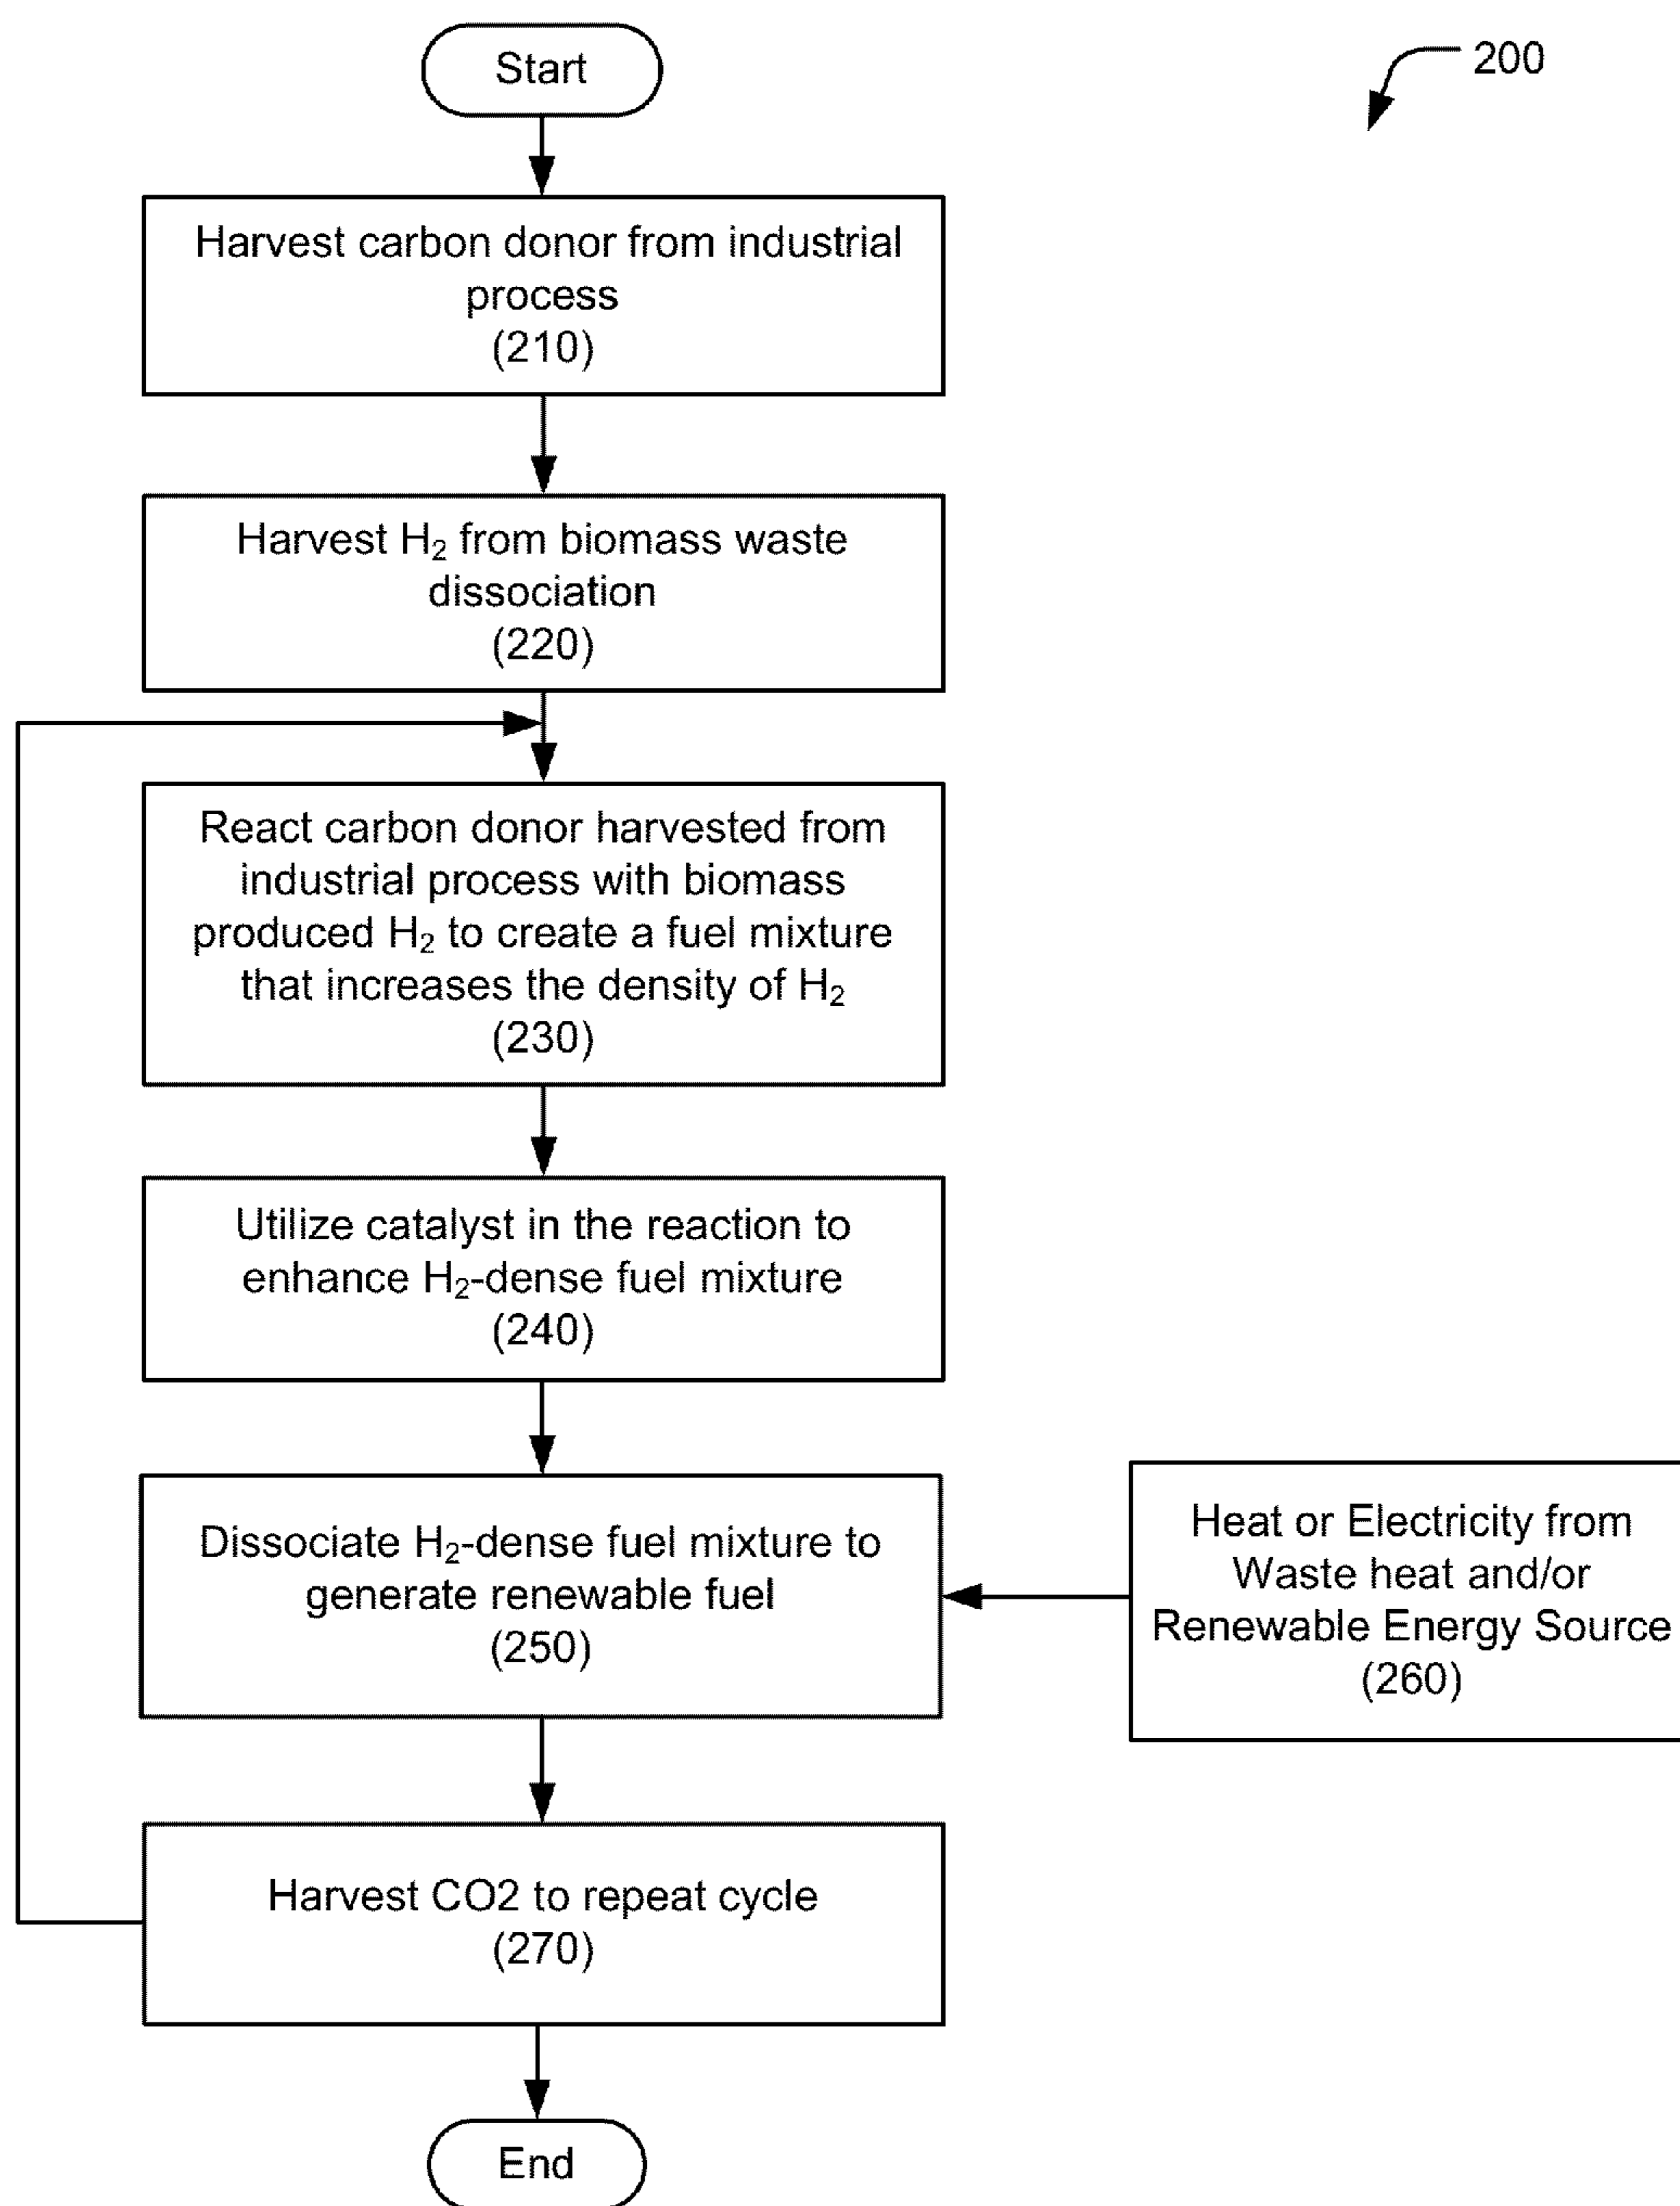 Start
200
Harvest carbon donor from industrial
process
(210)
Harvest H₂ from biomass waste
dissociation
(220)
React carbon donor harvested from
industrial process with biomass
produced H₂ to create a fuel mixture
that increases the density of H₂
(230)
Utilize catalyst in the reaction to
enhance H₂-dense fuel mixture
(240)
Dissociate H₂-dense fuel mixture to
generate renewable fuel
(250)
Heat or Electricity from
Waste heat and/or
Renewable Energy Source
(260)
Harvest CO2 to repeat cycle
(270)
End